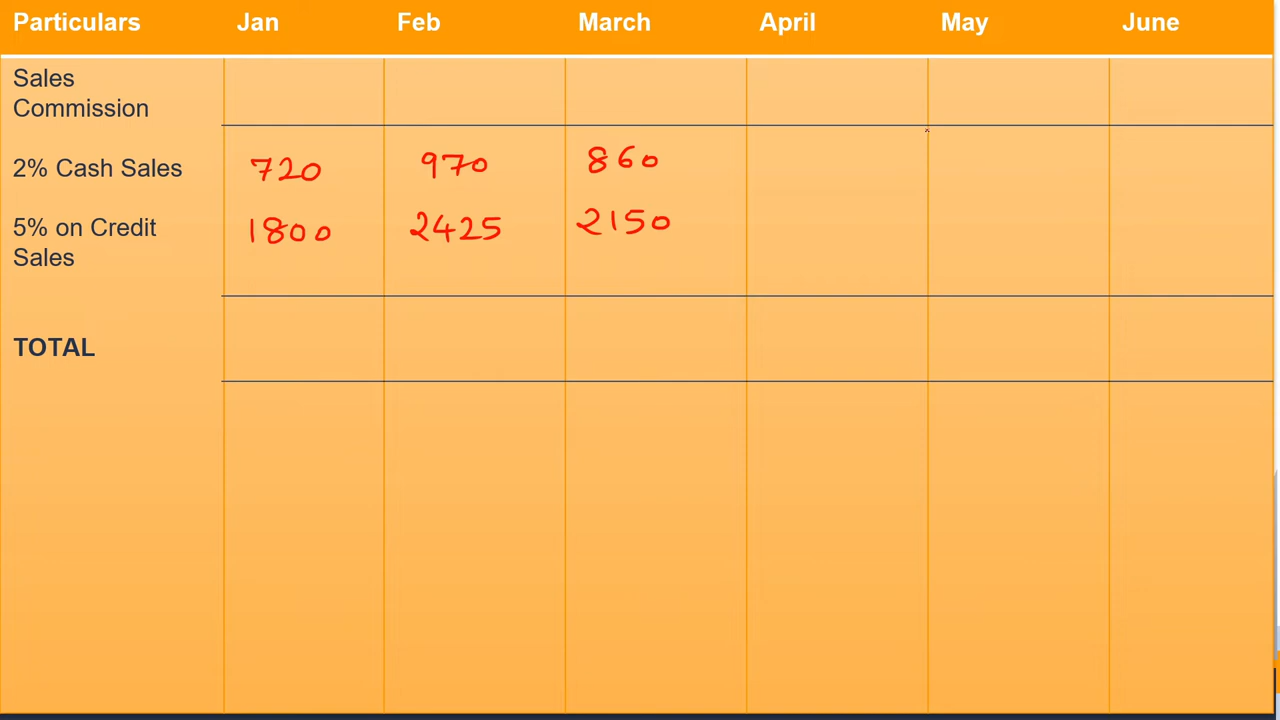 Particulars Jan Feb March April May June
Sales
Commission
2% Cash Sales 720 970 860
5% on Credit 1800 2425 2150
Sales
TOTAL